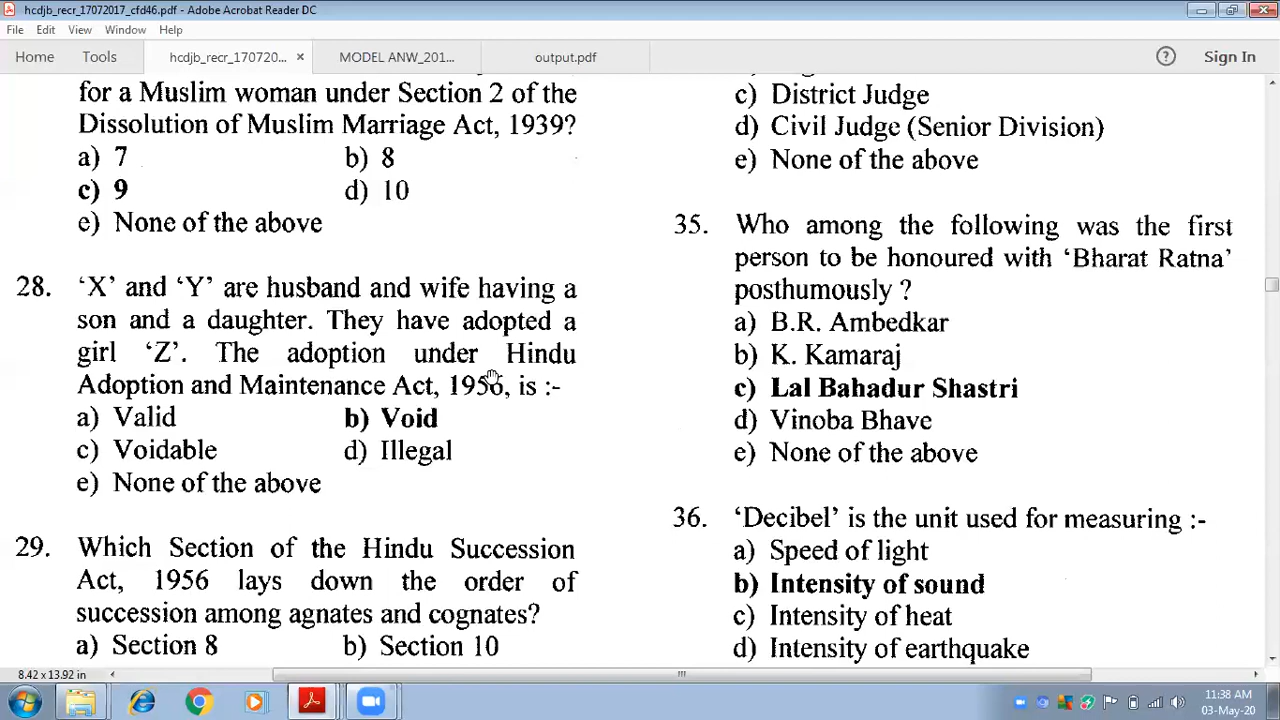 hcdjb_recr_17072017_cfd46.pdf - Adobe Acrobat Reader DC
File Edit View Window Help
Home Tools hcdjb_recr_170720... × MODEL ANW_201... output.pdf ? Sign In
for a Muslim woman under Section 2 of the
Dissolution of Muslim Marriage Act, 1939?
a) 7 b) 8
c) 9 d) 10
e) None of the above
28. ‘X’ and ‘Y’ are husband and wife having a
son and a daughter. They have adopted a
girl ‘Z’. The adoption under Hindu
Adoption and Maintenance Act, 1956, is :-
a) Valid b) Void
c) Voidable d) Illegal
e) None of the above
29. Which Section of the Hindu Succession
Act, 1956 lays down the order of
succession among agnates and cognates?
a) Section 8 b) Section 10
c) District Judge
d) Civil Judge (Senior Division)
e) None of the above
35. Who among the following was the first
person to be honoured with ‘Bharat Ratna’
posthumously ?
a) B.R. Ambedkar
b) K. Kamaraj
c) Lal Bahadur Shastri
d) Vinoba Bhave
e) None of the above
36. ‘Decibel’ is the unit used for measuring :-
a) Speed of light
b) Intensity of sound
c) Intensity of heat
d) Intensity of earthquake
8.42 x 13.92 in
11:38 AM
03-May-20